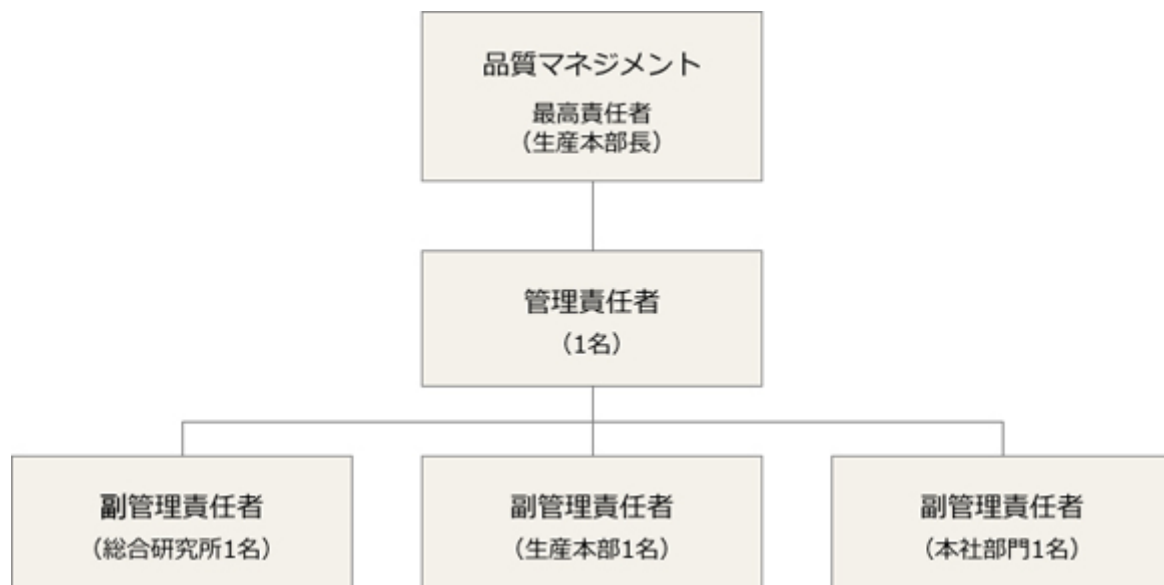 品質マネジメント
最高責任者
（生産本部長）
管理責任者
（1名）
副管理責任者
（総合研究所1名）
副管理責任者
（生産本部1名）
副管理責任者
（本社部門1名）